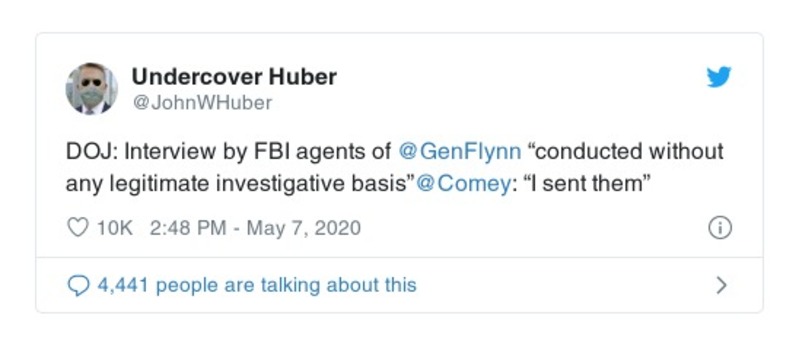 Undercover Huber
@JohnWHuber
DOJ: Interview by FBI agents of @GenFlynn “conducted without
any legitimate investigative basis”@Comey: “I sent them”
10K 2:48 PM - May 7, 2020
4,441 people are talking about this